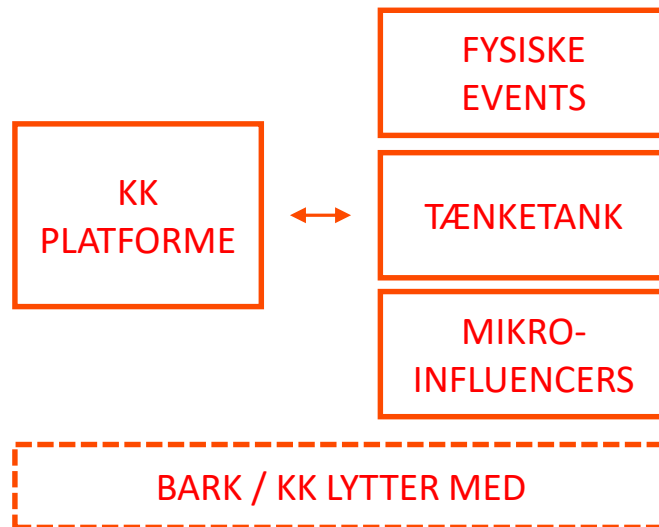 FYSISKE
EVENTS
KK
PLATFORME
TÆNKETANK
MIKRO-
INFLUENCERS
BARK / KK LYTTER MED